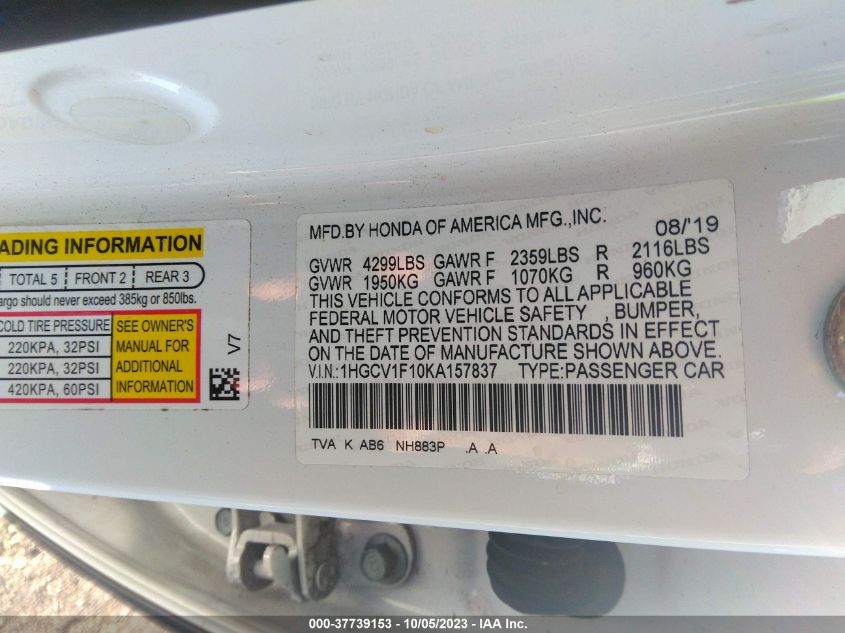 ADING INFORMATION
TOTAL 5 FRONT 2 REAR 3
argo should never exceed 385kg or 850lbs.
COLD TIRE PRESSURE
220KPA, 32PSI
220KPA, 32PSI
420KPA, 60PSI
SEE OWNER'S
MANUAL FOR
ADDITIONAL
INFORMATION
V7
MFD.BY HONDA OF AMERICA MFG.,INC. 08/'19
GVWR 4299LBS GAWR F 2359LBS R 2116LBS
GVWR 1950KG GAWR F 1070KG R 960KG
THIS VEHICLE CONFORMS TO ALL APPLICABLE
FEDERAL MOTOR VEHICLE SAFETY , BUMPER,
AND THEFT PREVENTION STANDARDS IN EFFECT
ON THE DATE OF MANUFACTURE SHOWN ABOVE.
V.I.N.:1HGCV1F10KA157837 TYPE:PASSENGER CAR
TVA K AB6 NH883P .A .A
000-37739153 - 10/05/2023 - IAA Inc.